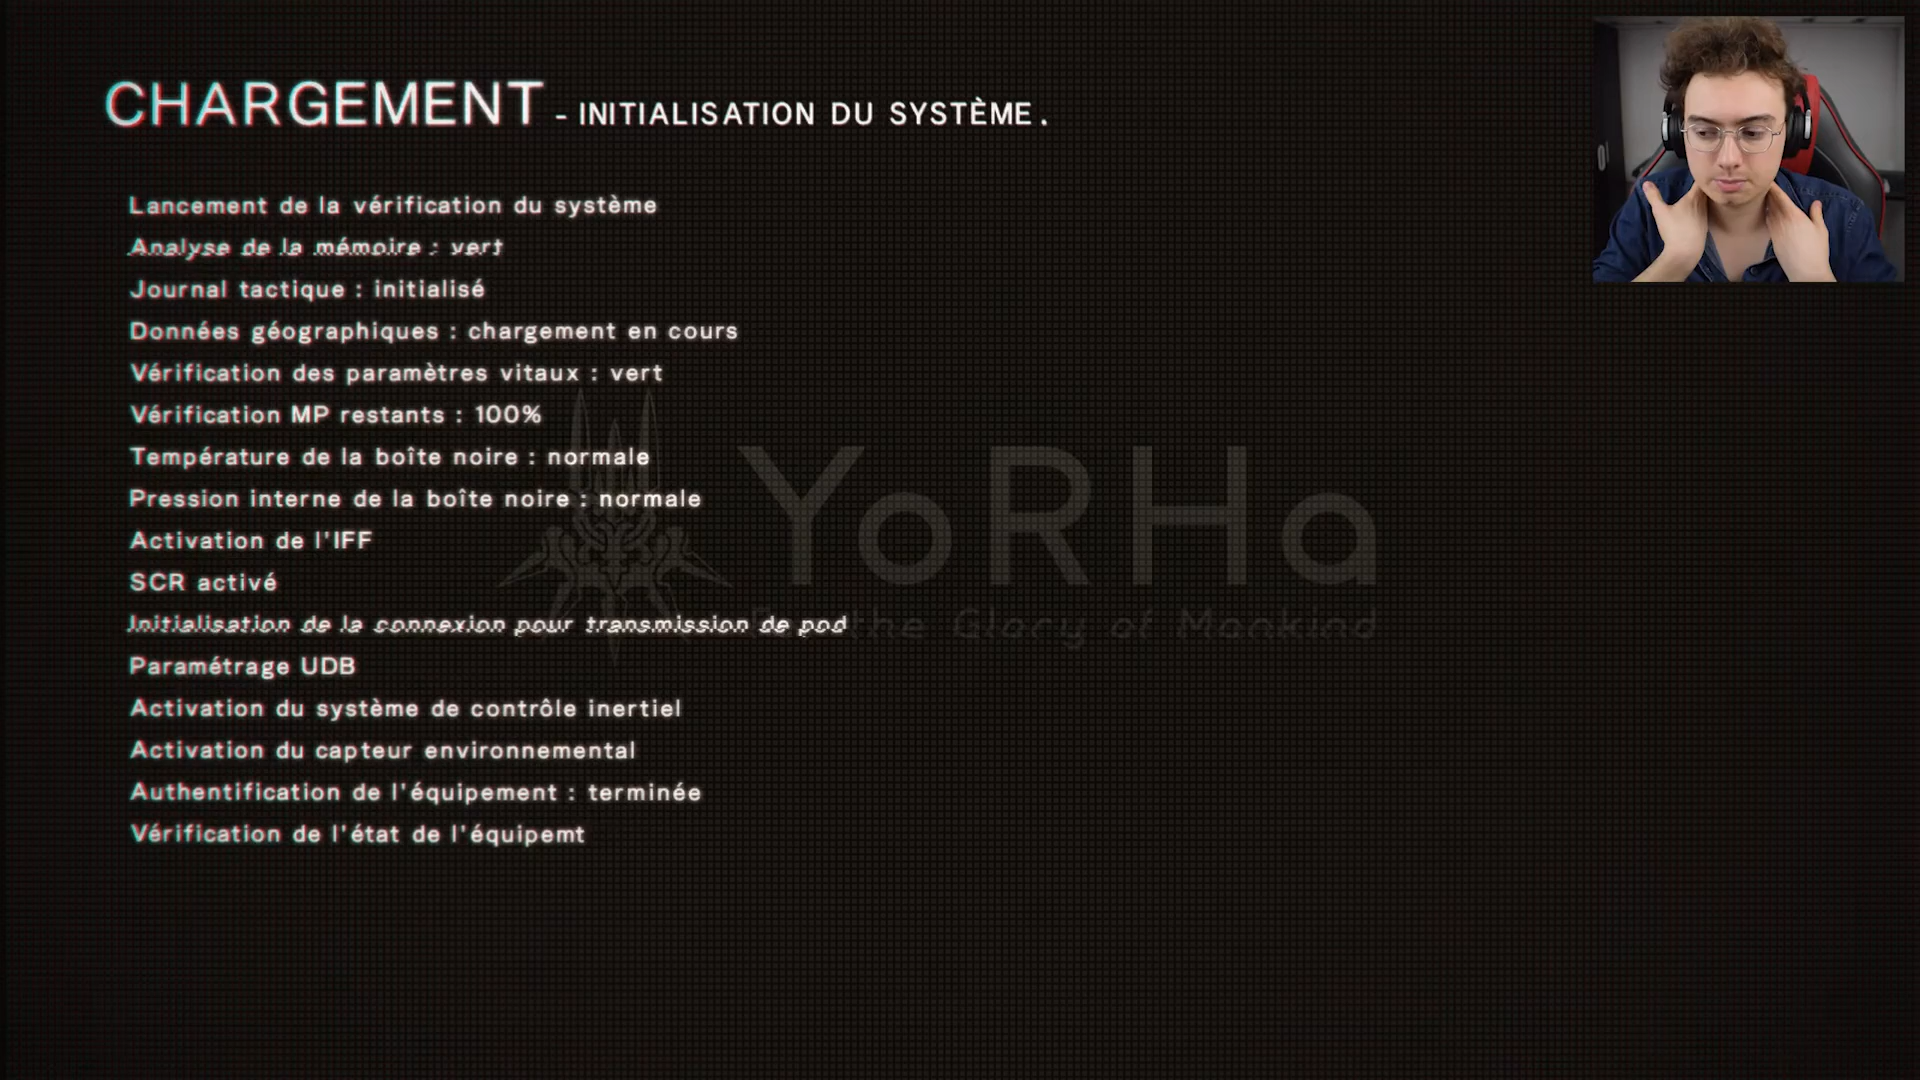 CHARGEMENT - INITIALISATION DU SYSTÈME.
Lancement de la vérification du système
Analyse de la mémoire : vert
Journal tactique : initialisé
Données géographiques : chargement en cours
Vérification des paramètres vitaux : vert
Vérification MP restants : 100%
Température de la boîte noire : normale
Pression interne de la boîte noire : normale
Activation de l'IFF
SCR activé
Initialisation de la connexion pour transmission de pod
Paramétrage UDB
Activation du système de contrôle inertiel
Activation du capteur environnemental
Authentification de l'équipement : terminée
Vérification de l'état de l'équipemt
YoRHa
the Glory of Mankind